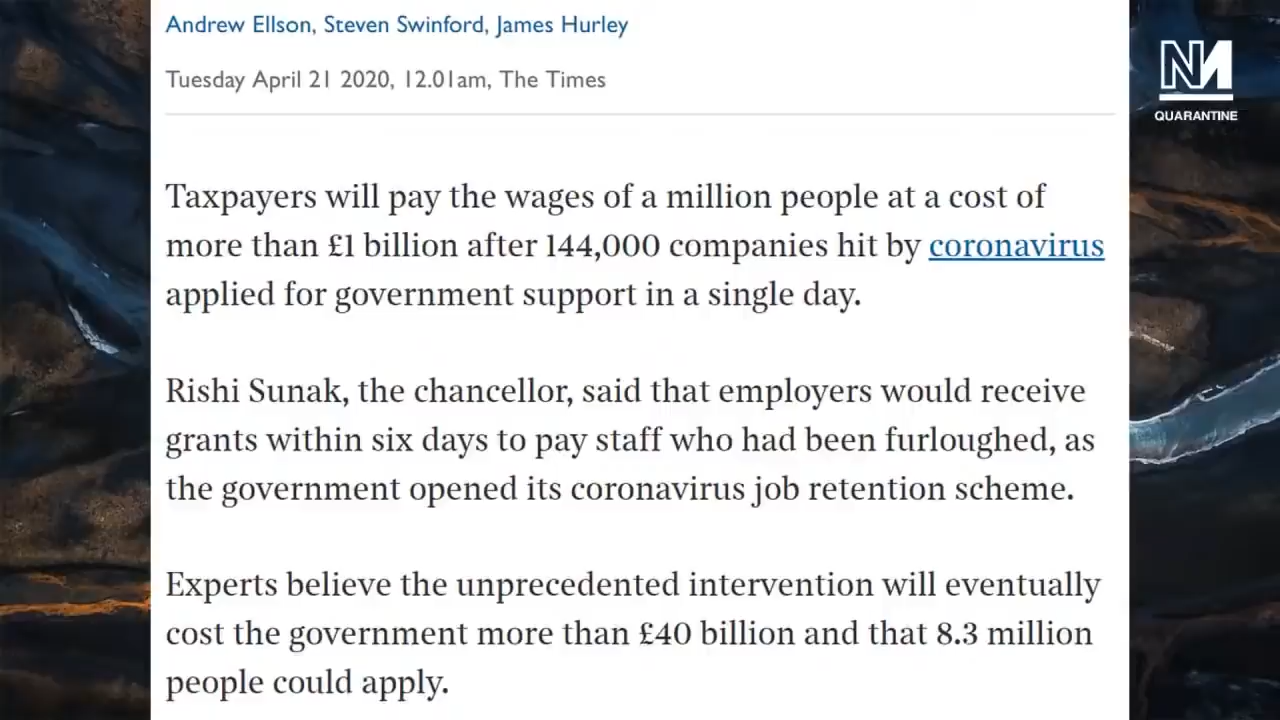 Andrew Ellson, Steven Swinford, James Hurley
Tuesday April 21 2020, 12.01am, The Times
NM
QUARANTINE
Taxpayers will pay the wages of a million people at a cost of
more than £1 billion after 144,000 companies hit by coronavirus
applied for government support in a single day.
Rishi Sunak, the chancellor, said that employers would receive
grants within six days to pay staff who had been furloughed, as
the government opened its coronavirus job retention scheme.
Experts believe the unprecedented intervention will eventually
cost the government more than £40 billion and that 8.3 million
people could apply.